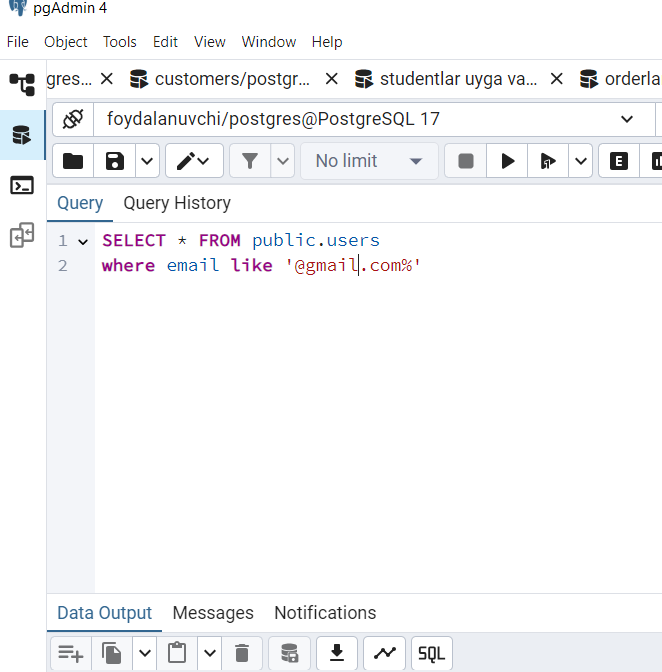 pgAdmin 4
File Object Tools Edit View Window Help
gres... customers/postgr... studentlar uyga va... orderla
foydalanuvchi/postgres@PostgreSQL 17
No limit
E
Query Query History
1 SELECT * FROM public.users
2 where email like '@gmail.com%'
Data Output Messages Notifications
SQL